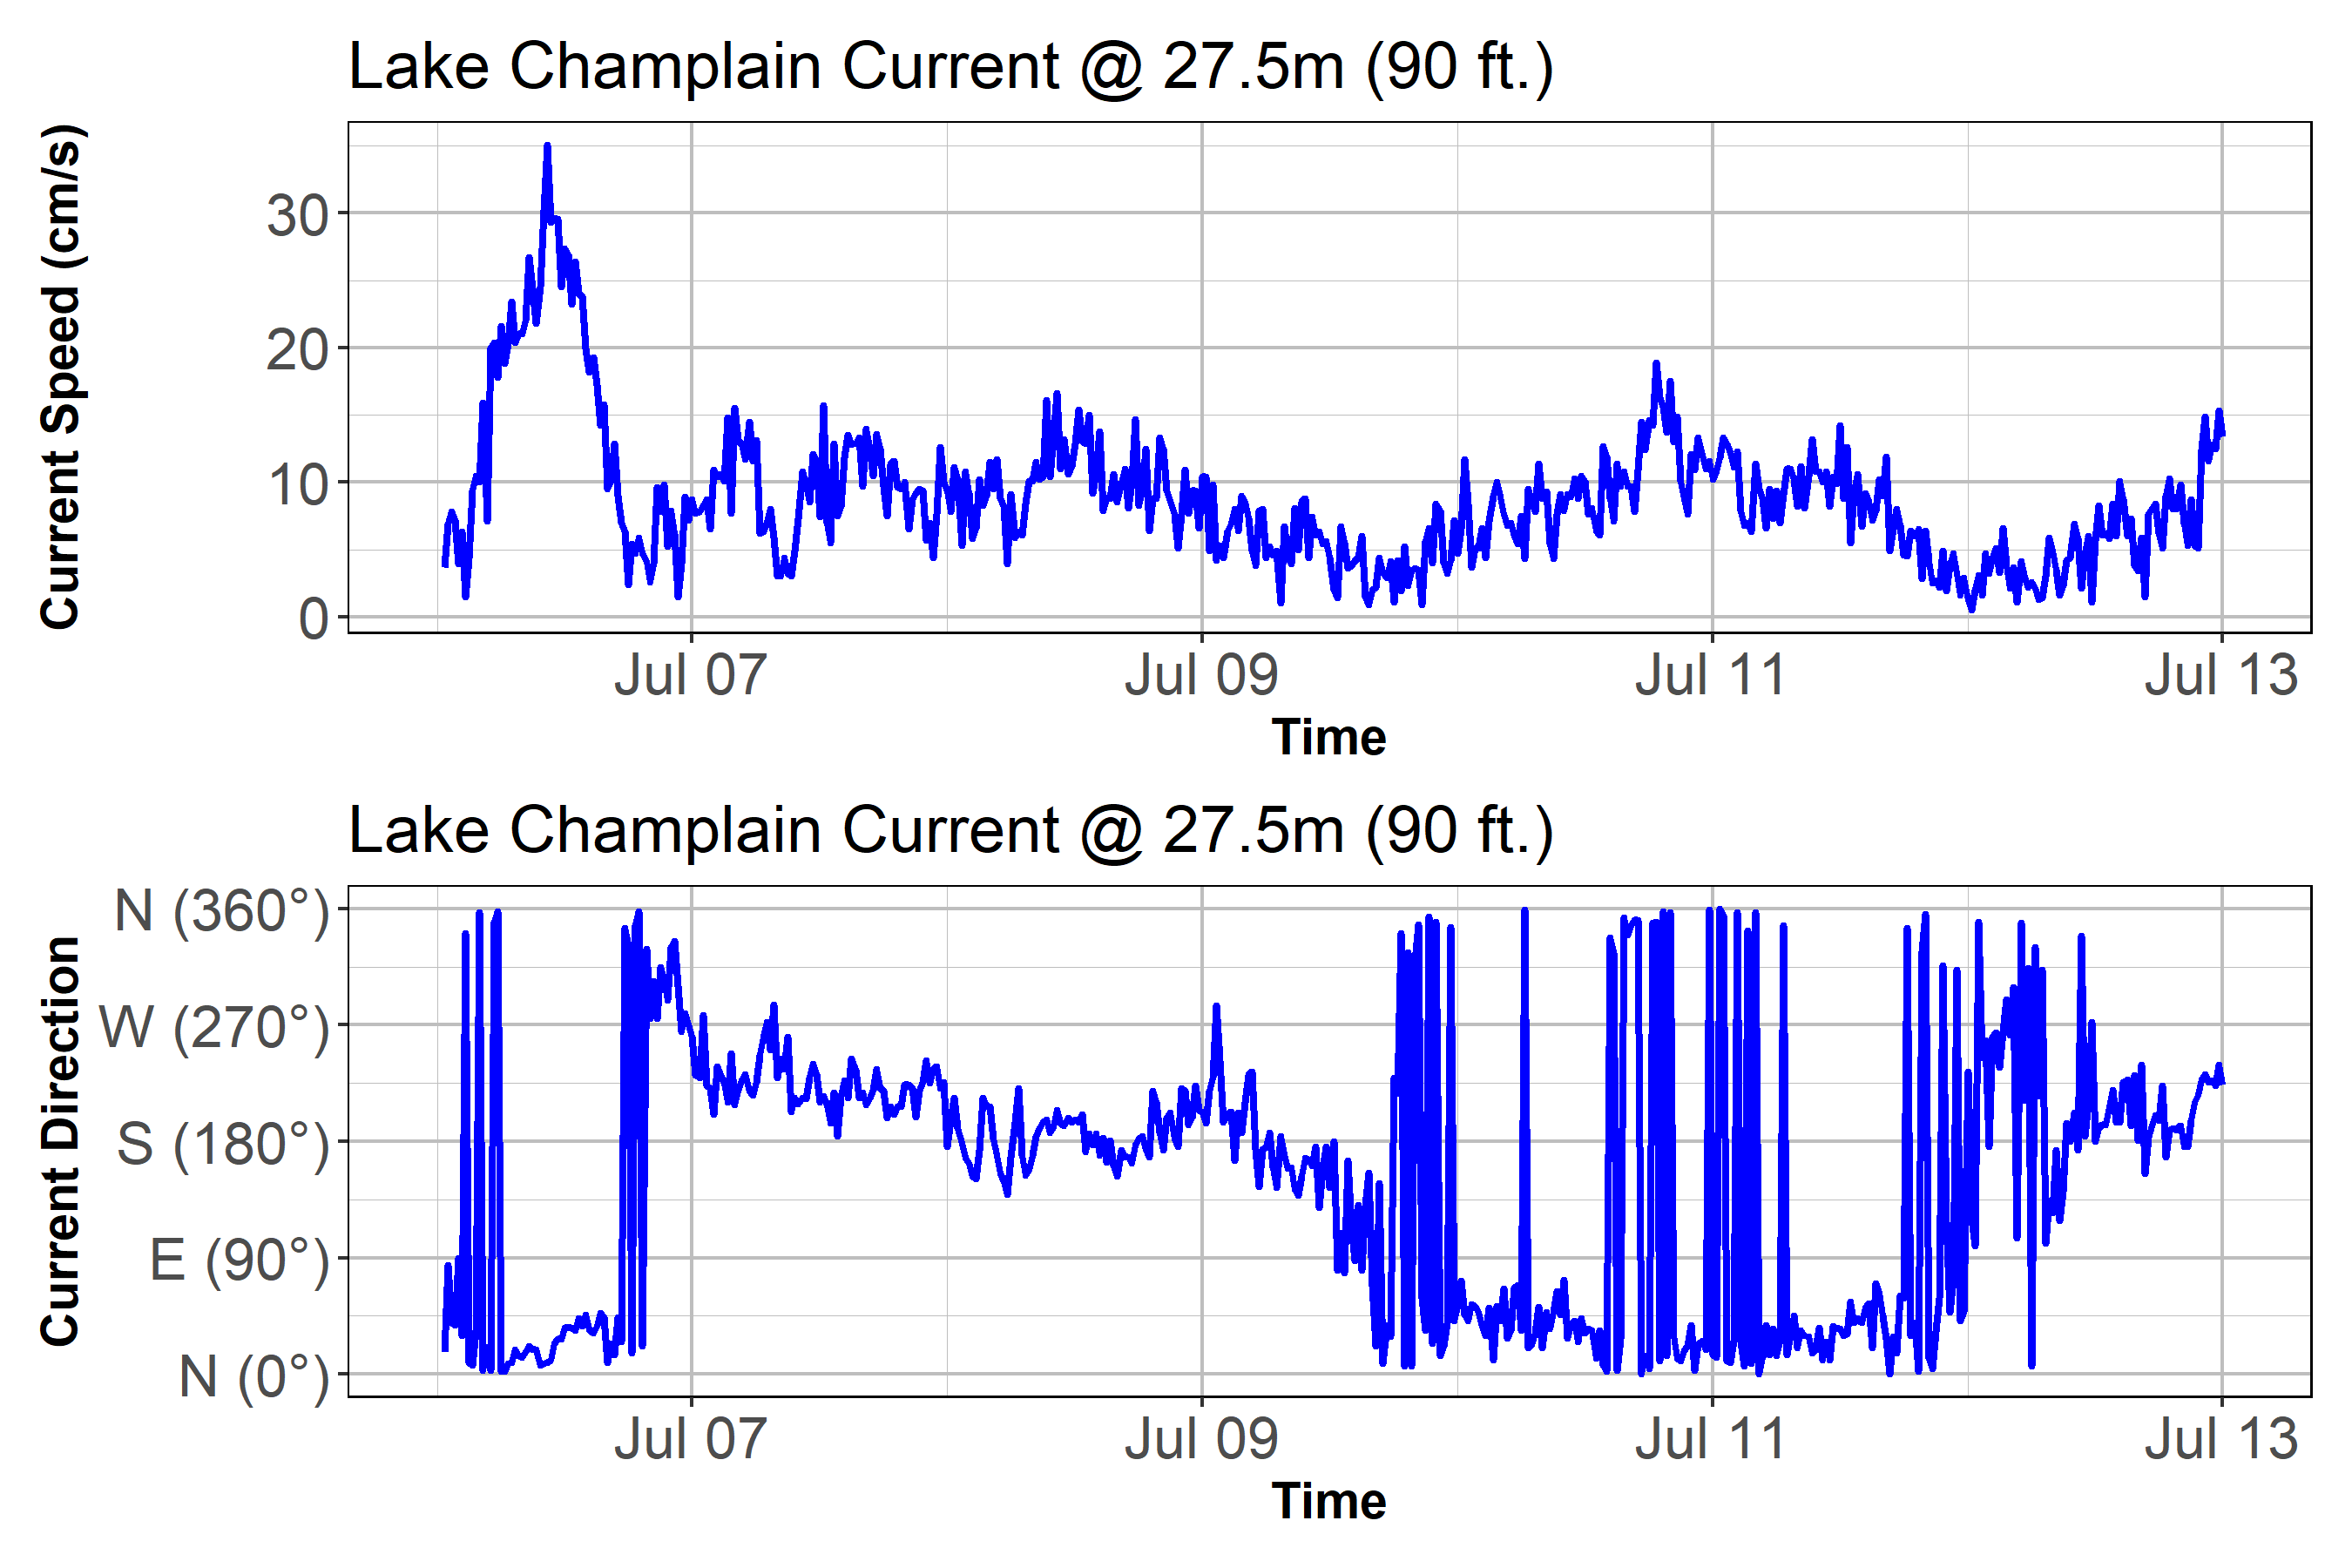 Lake Champlain Current @ 27.5m (90 ft.)
Current Speed (cm/s)
30
20
10
0
Jul 07 Jul 09 Jul 11 Jul 13
Time
Lake Champlain Current @ 27.5m (90 ft.)
Current Direction
N (360°)
W (270°)
S (180°)
E (90°)
N (0°)
Jul 07 Jul 09 Jul 11 Jul 13
Time